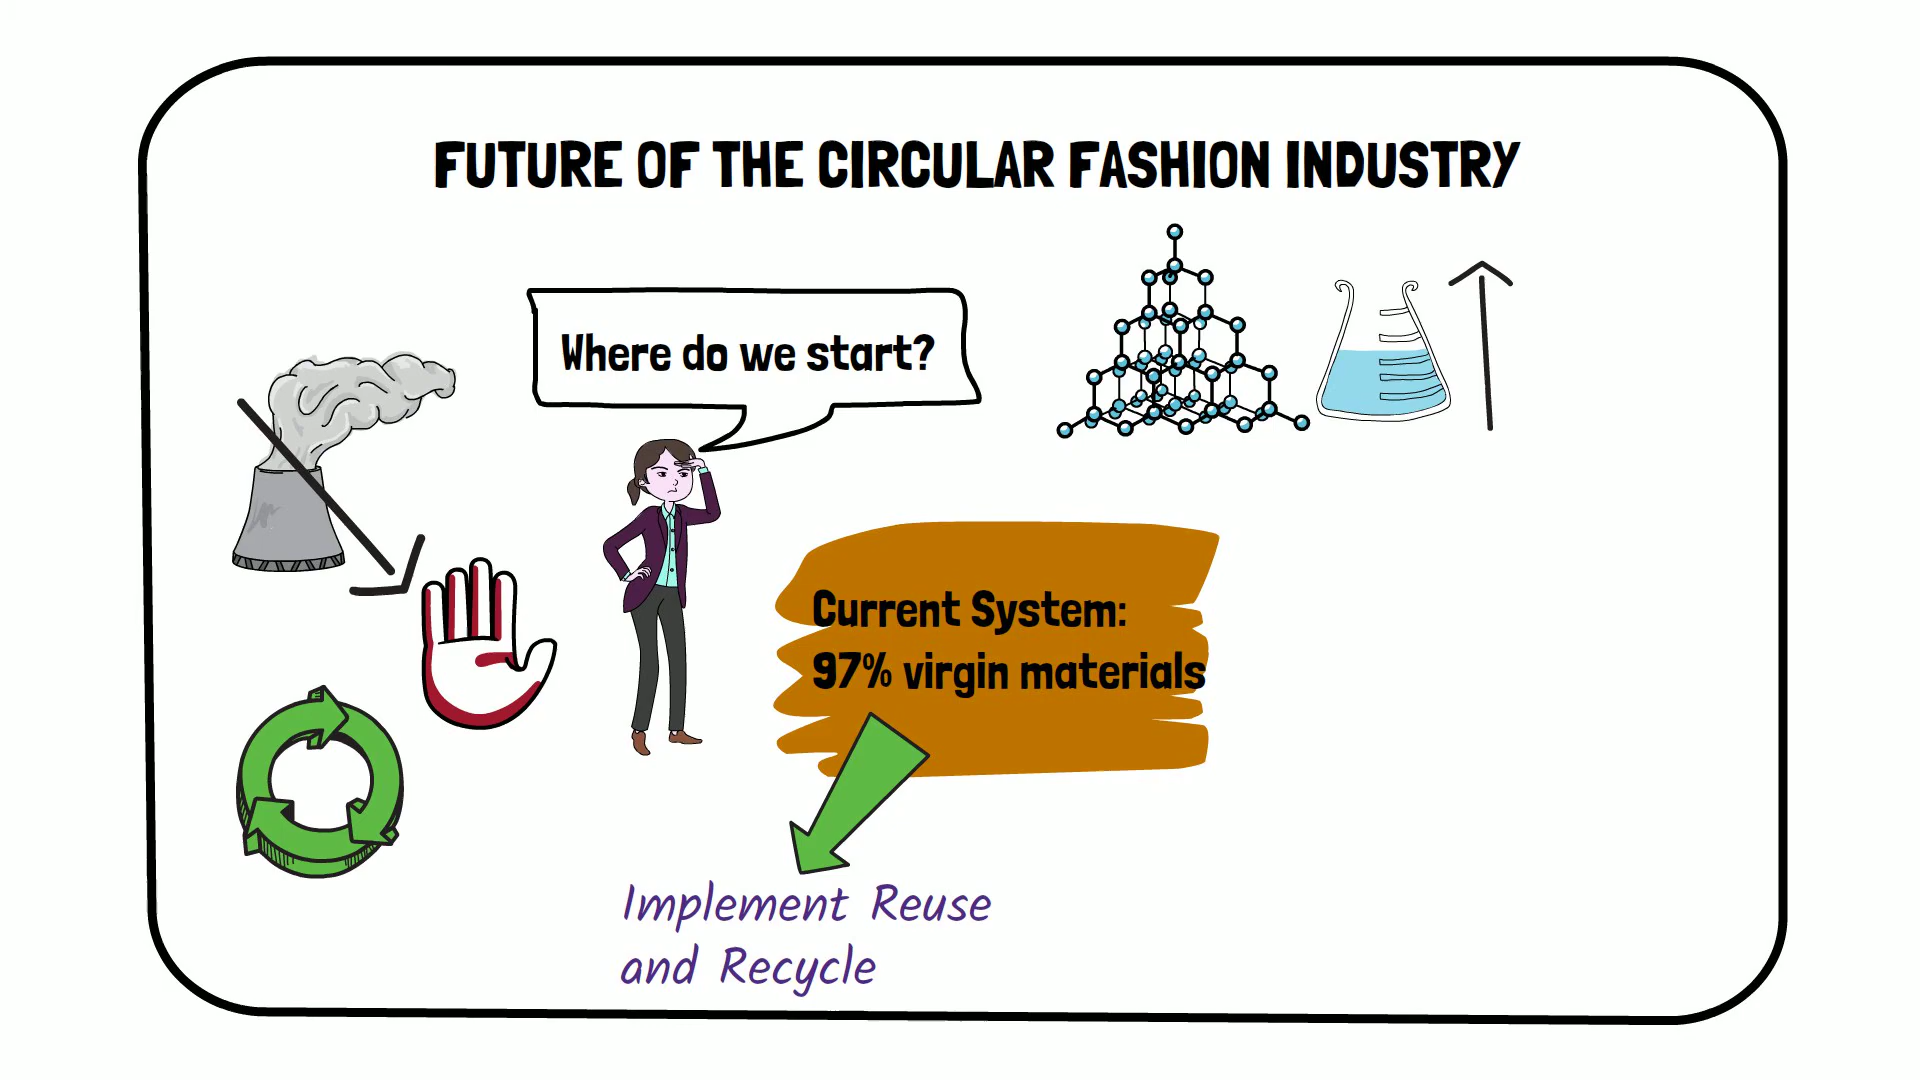 FUTURE OF THE CIRCULAR FASHION INDUSTRY
Where do we start?
Current System:
97% virgin materials
Implement Reuse
and Recycle